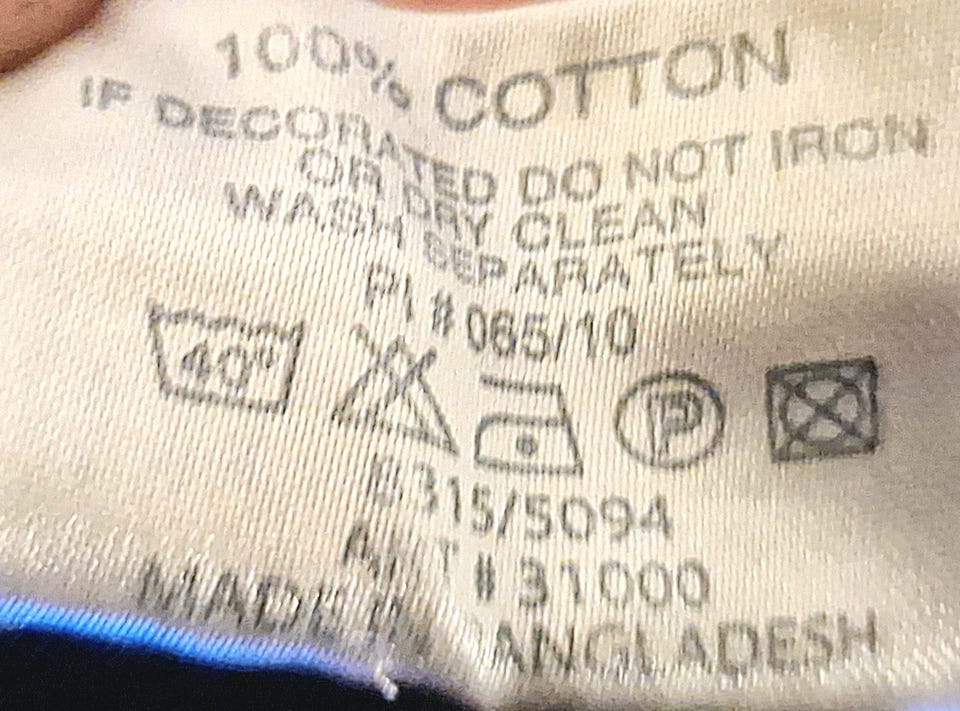 100% COTTON
IF DECORATED DO NOT IRON
OR DRY CLEAN
WASH SEPARATELY
PI #065/10
40°
P
315/5094
#31000
MADE